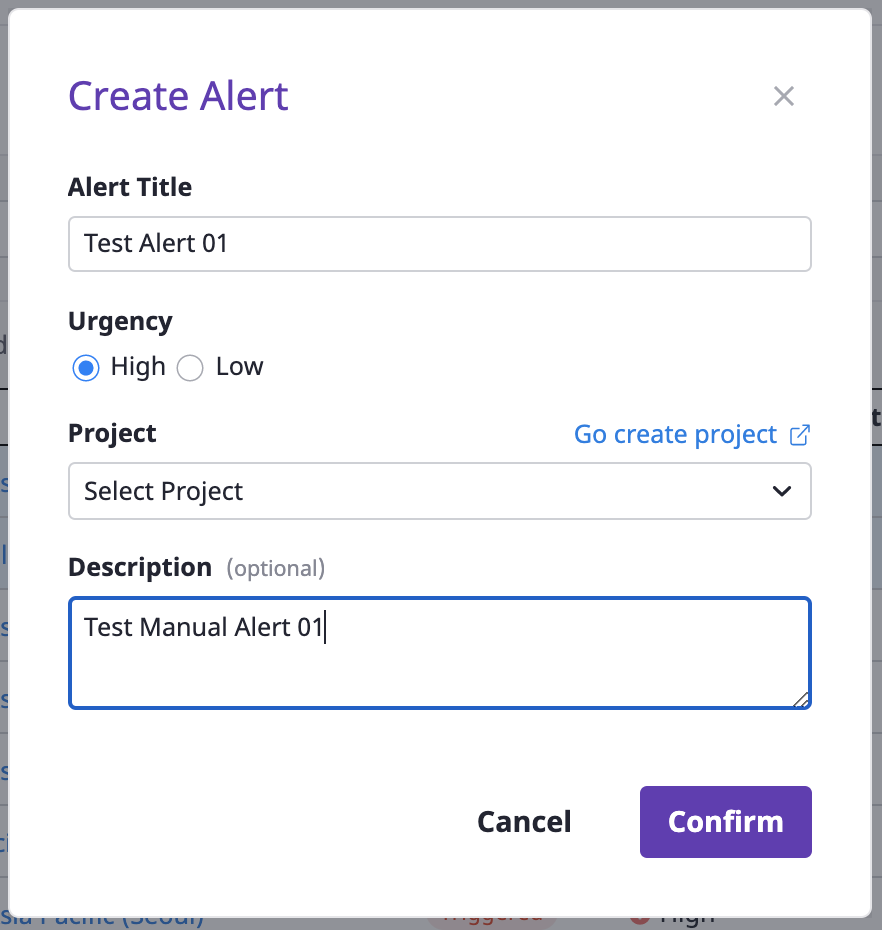 Create Alert
Alert Title
Test Alert 01
Urgency
High Low
Project Go create project
Select Project
Description (optional)
Test Manual Alert 01
Cancel Confirm